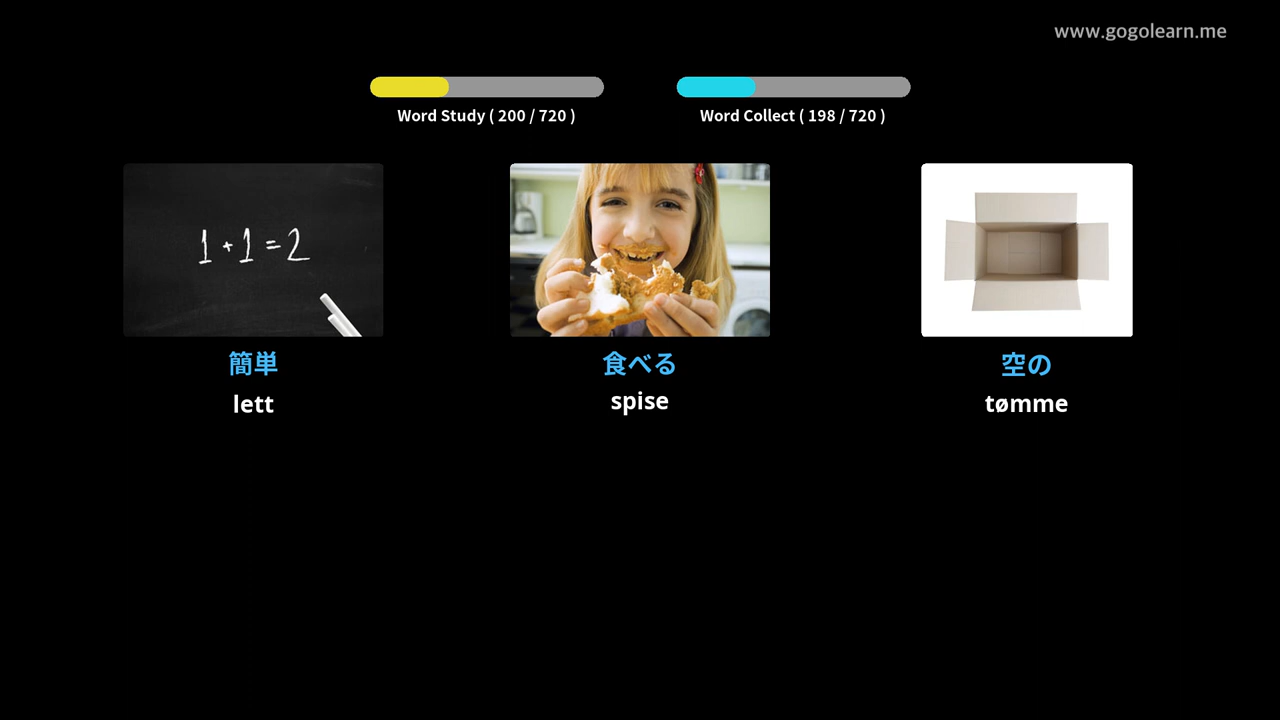 www.gogolearn.me
Word Study ( 200 / 720 )
Word Collect ( 198 / 720 )
1 + 1 = 2
簡単
食べる
空の
lett
spise
tømme